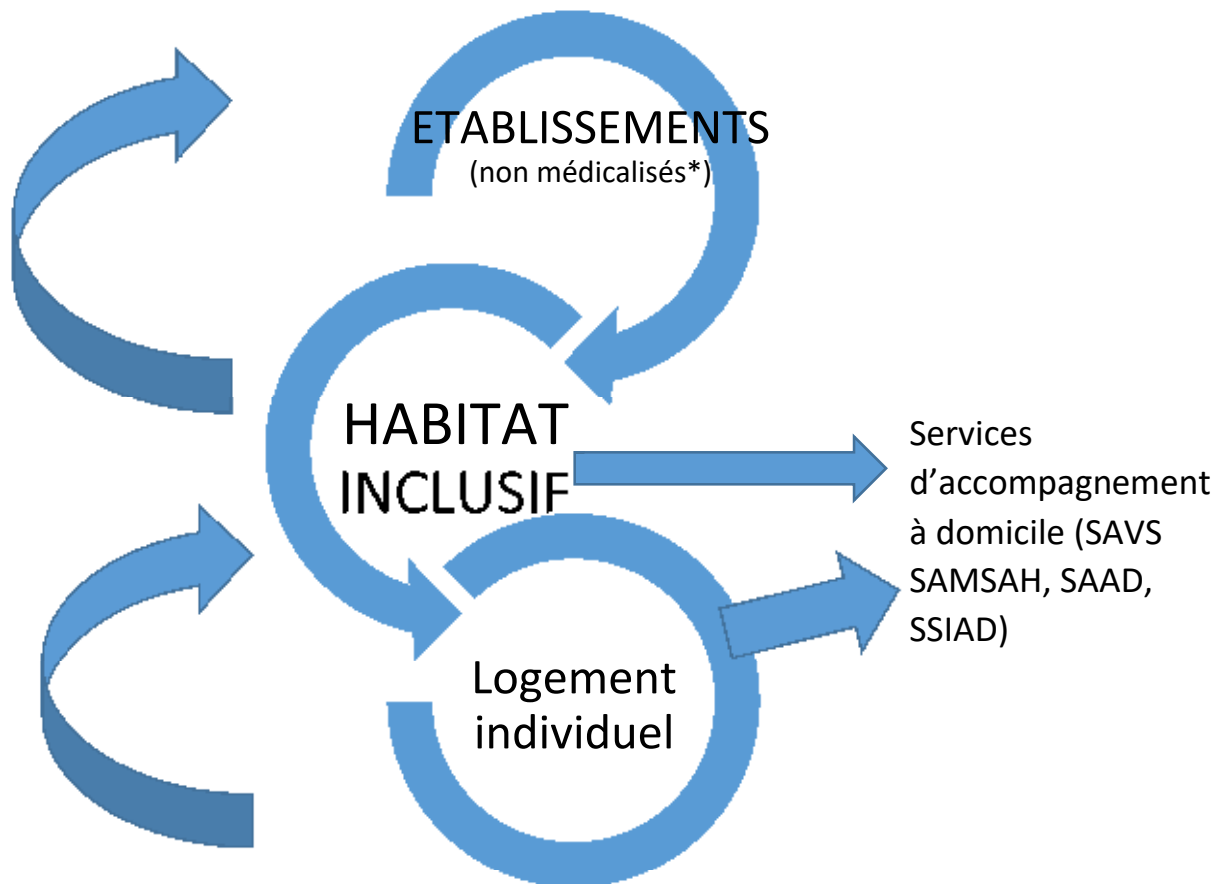 ETABLISSEMENTS
(non médicalisés*)
HABITAT
INCLUSIF
Services
d’accompagnement
à domicile (SAVS
SAMSAH, SAAD,
SSIAD)
Logement
individuel